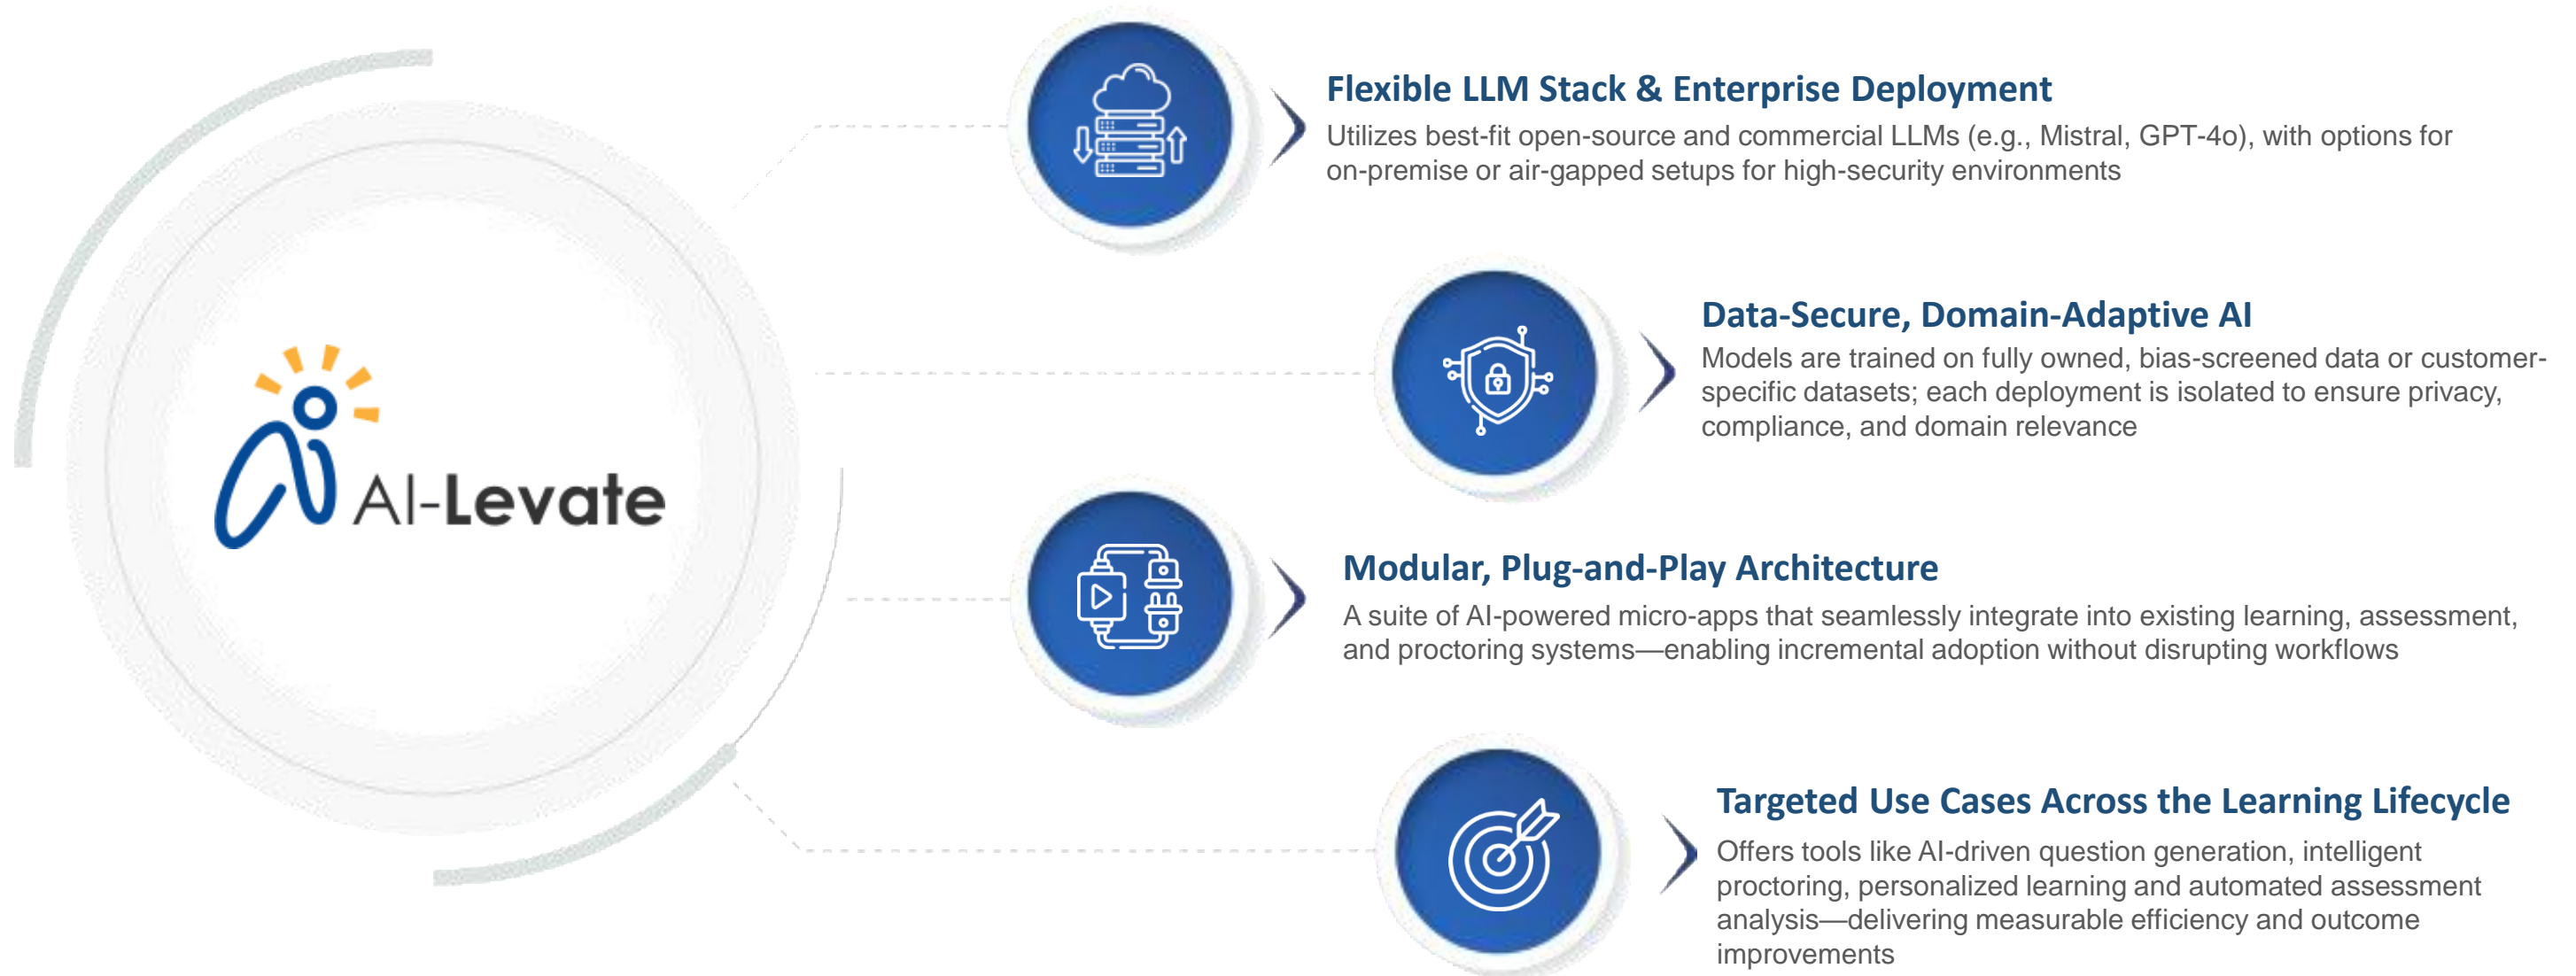 AI-Levate
Flexible LLM Stack & Enterprise Deployment
Utilizes best-fit open-source and commercial LLMs (e.g., Mistral, GPT-4o), with options for
on-premise or air-gapped setups for high-security environments
Data-Secure, Domain-Adaptive AI
Models are trained on fully owned, bias-screened data or customer-
specific datasets; each deployment is isolated to ensure privacy,
compliance, and domain relevance
Modular, Plug-and-Play Architecture
A suite of AI-powered micro-apps that seamlessly integrate into existing learning, assessment,
and proctoring systems—enabling incremental adoption without disrupting workflows
Targeted Use Cases Across the Learning Lifecycle
Offers tools like AI-driven question generation, intelligent
proctoring, personalized learning and automated assessment
analysis—delivering measurable efficiency and outcome
improvements